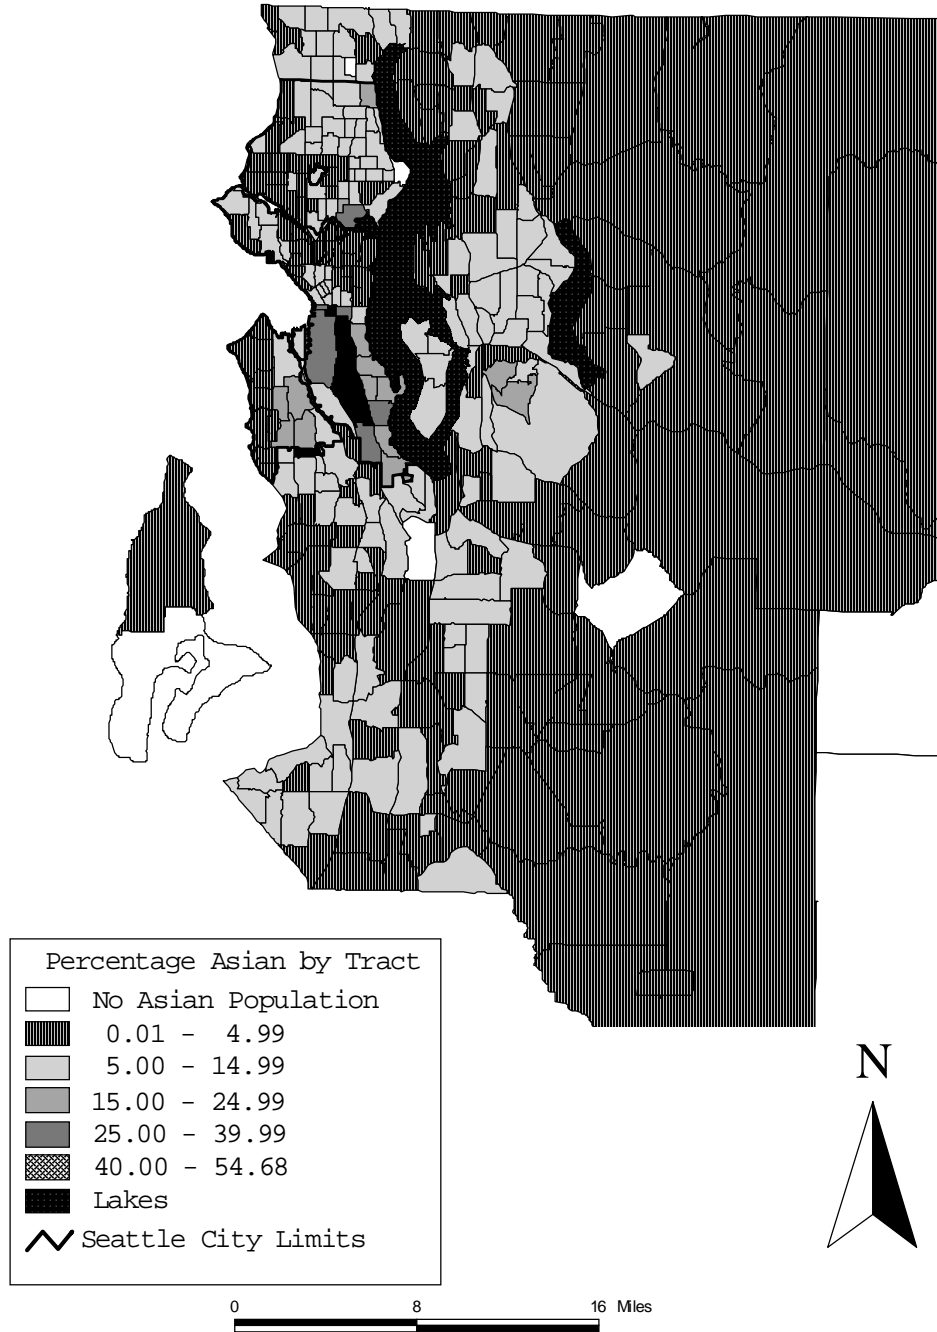 Percentage Asian by Tract
No Asian Population
0.01 - 4.99
5.00 - 14.99
15.00 - 24.99
25.00 - 39.99
40.00 - 54.68
Lakes
Seattle City Limits
N
0 8 16 Miles